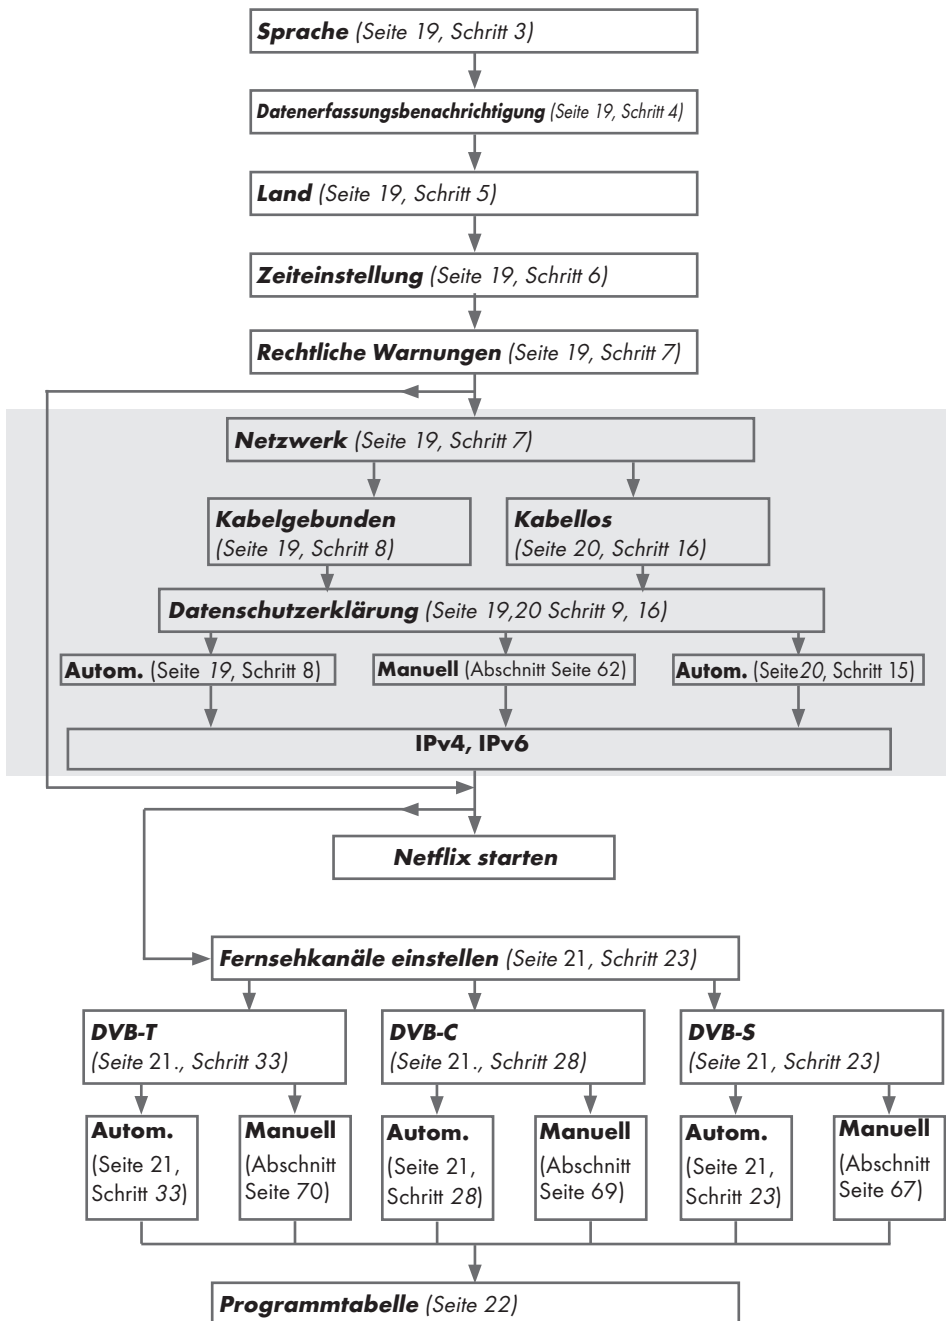 Sprache (Seite 19, Schritt 3)
Datenerfassungsbenachrichtigung (Seite 19, Schritt 4)
Land (Seite 19, Schritt 5)
Zeiteinstellung (Seite 19, Schritt 6)
Rechtliche Warnungen (Seite 19, Schritt 7)
Netzwerk (Seite 19, Schritt 7)
Kabelgebunden
(Seite 19, Schritt 8)
Kabellos
(Seite 20, Schritt 16)
Datenschutzerklärung (Seite 19,20 Schritt 9, 16)
Autom. (Seite 19, Schritt 8)
Manuell (Abschnitt Seite 62)
Autom. (Seite20, Schritt 15)
IPv4, IPv6
Netflix starten
Fernsehkanäle einstellen (Seite 21, Schritt 23)
DVB-T
(Seite 21., Schritt 33)
DVB-C
(Seite 21., Schritt 28)
DVB-S
(Seite 21, Schritt 23)
Autom.
(Seite 21,
Schritt 33)
Manuell
(Abschnitt
Seite 70)
Autom.
(Seite 21,
Schritt 28)
Manuell
(Abschnitt
Seite 69)
Autom.
(Seite 21,
Schritt 23)
Manuell
(Abschnitt
Seite 67)
Programmtabelle (Seite 22)